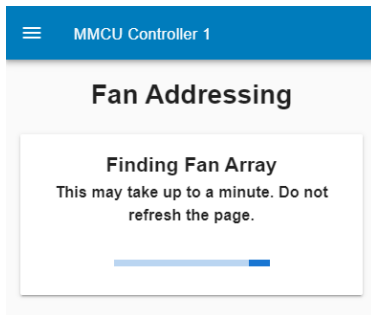 MMCU Controller 1
Fan Addressing
Finding Fan Array
This may take up to a minute. Do not
refresh the page.